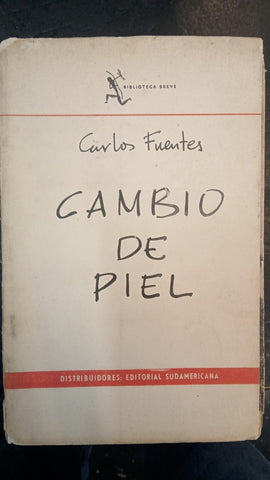 BIBLIOTECA BREVE
Carlos Fuentes
CAMBIO
DE
PIEL
DISTRIBUIDORES: EDITORIAL SUDAMERICANA